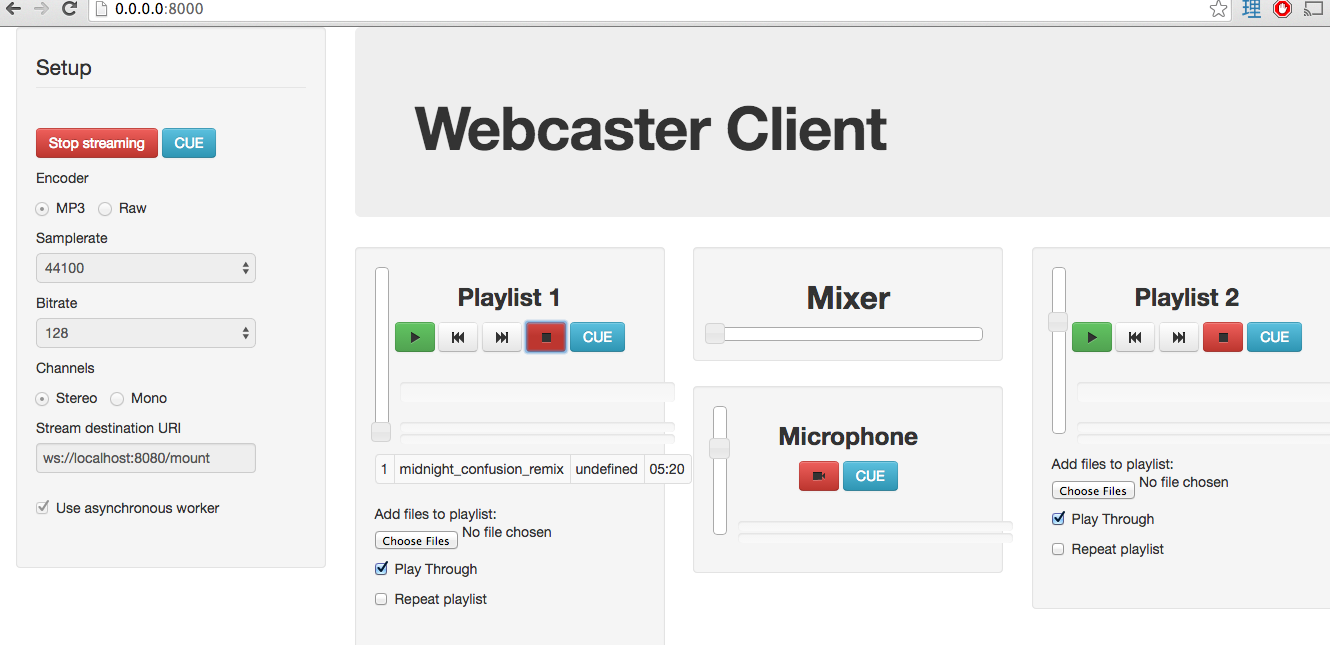 0.0.0.0:8000
理
Setup
Stop streaming CUE
Encoder
MP3 Raw
Samplerate
44100
Bitrate
128
Channels
Stereo Mono
Stream destination URI
ws://localhost:8080/mount
Use asynchronous worker
Webcaster Client
Playlist 1
CUE
1 midnight_confusion_remix undefined 05:20
Add files to playlist:
Choose Files No file chosen
Play Through
Repeat playlist
Mixer
Microphone
CUE
Playlist 2
CUE
Add files to playlist:
Choose Files No file chosen
Play Through
Repeat playlist